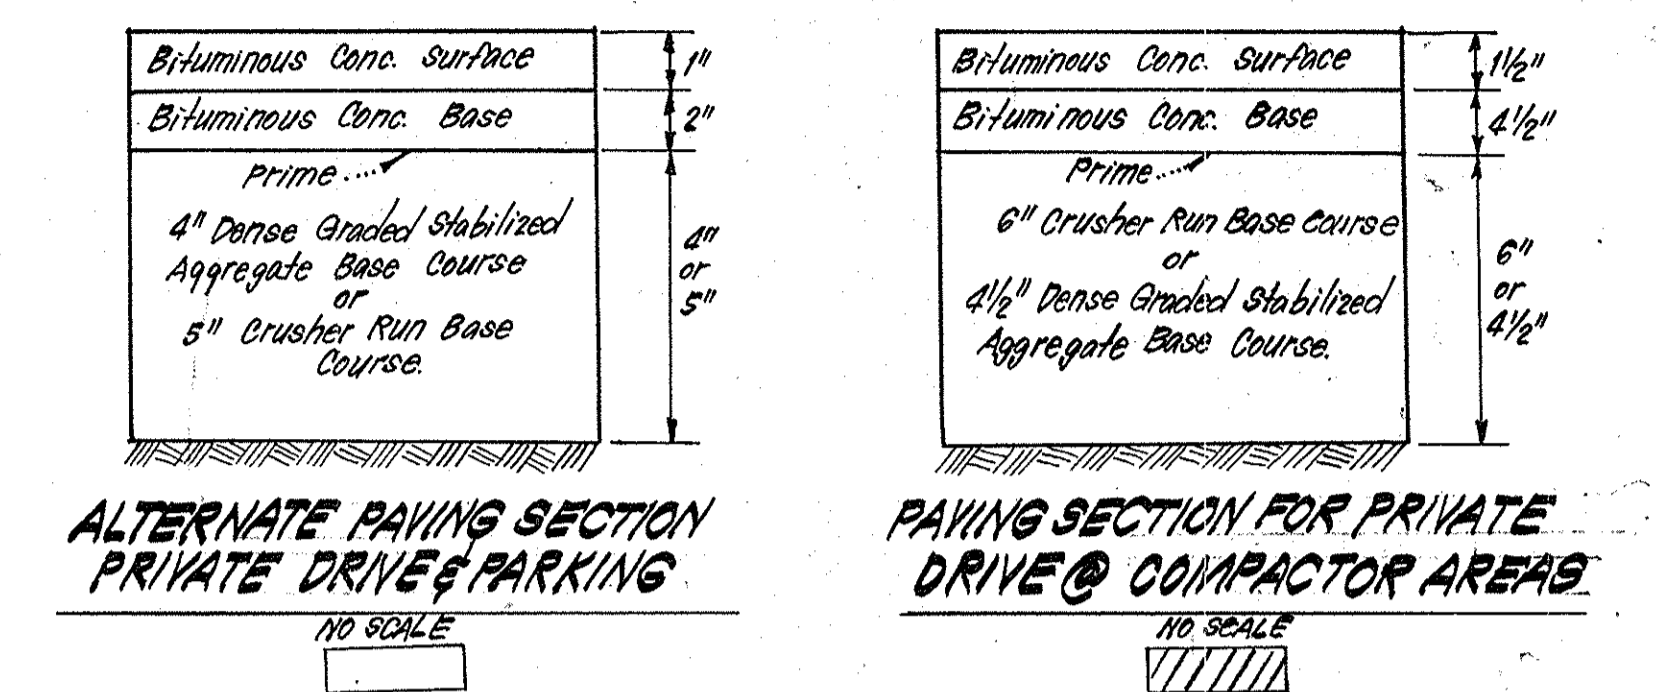 Bituminous Conc. Surface
1"
Bituminous Conc. Base
2"
Prime
4" Dense Graded Stabilized
Aggregate Base Course
or
5" Crusher Run Base
Course.
4"
or
5"
ALTERNATE PAVING SECTION
PRIVATE DRIVE & PARKING
NO SCALE
Bituminous Conc. Surface
1½"
Bituminous Conc. Base
4½"
Prime
6" Crusher Run Base Course
or
4½" Dense Graded Stabilized
Aggregate Base Course.
6"
or
4½"
PAVING SECTION FOR PRIVATE
DRIVE @ COMPACTOR AREAS
NO SCALE